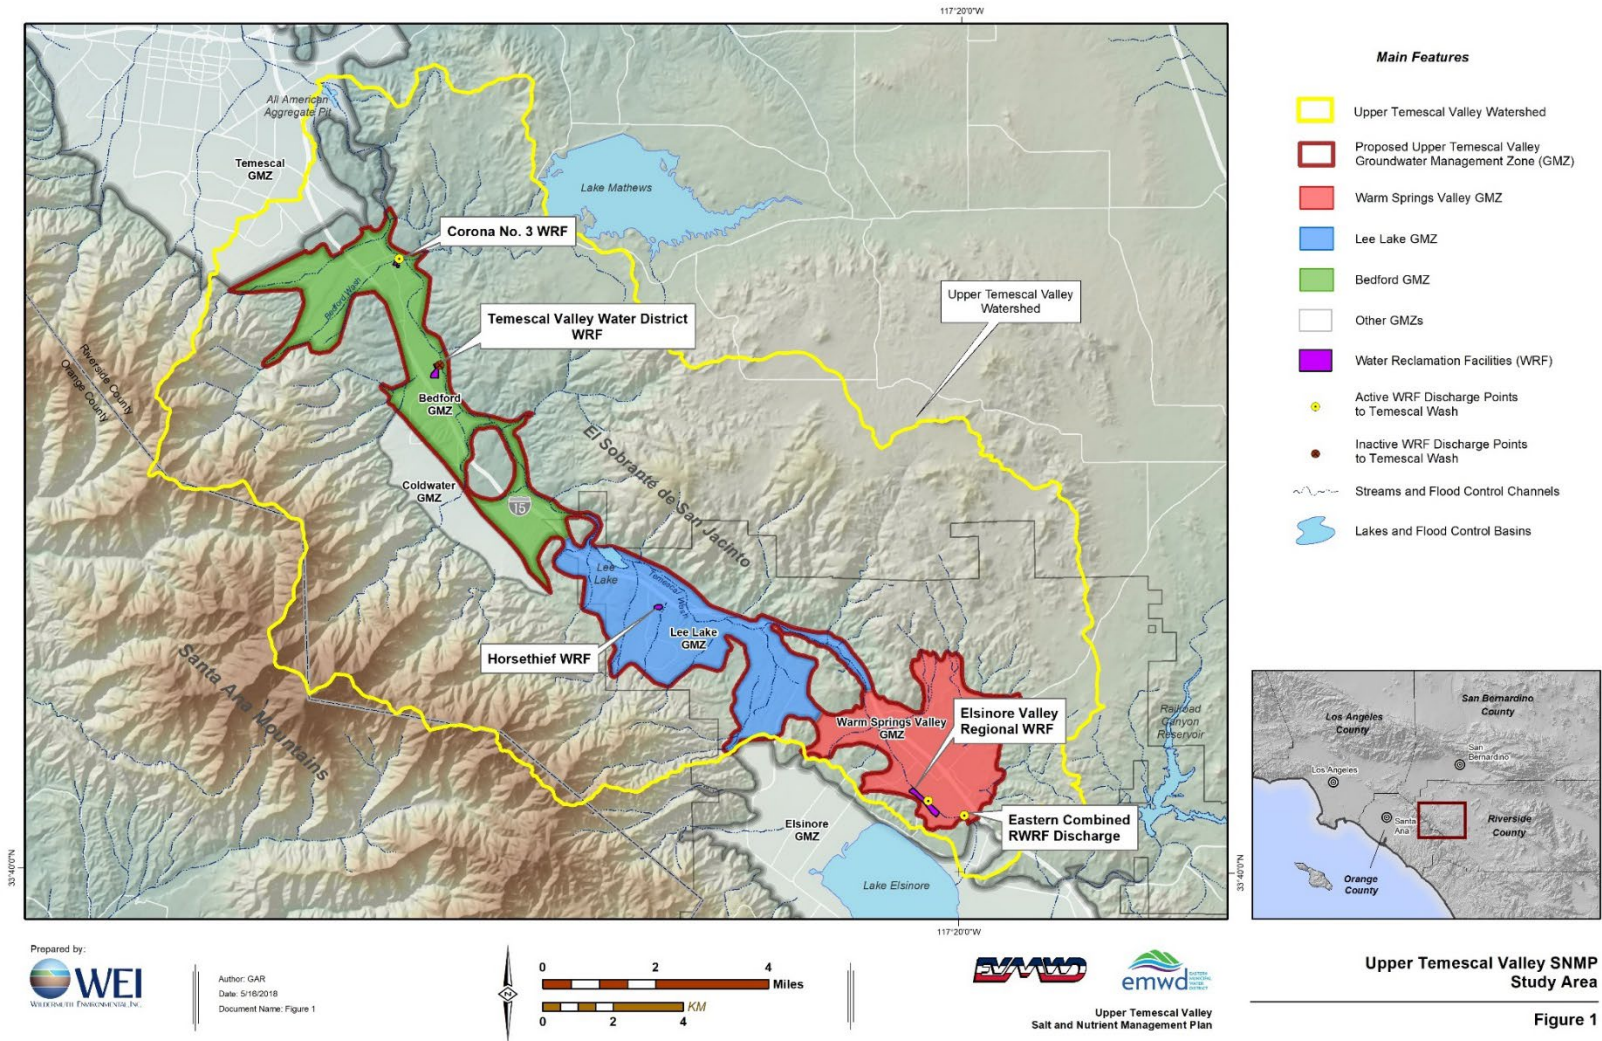 117°20'0"W
Main Features
Upper Temescal Valley Watershed
Proposed Upper Temescal Valley
Groundwater Management Zone (GMZ)
Warm Springs Valley GMZ
Lee Lake GMZ
Bedford GMZ
Other GMZs
Water Reclamation Facilities (WRF)
Active WRF Discharge Points
to Temescal Wash
Inactive WRF Discharge Points
to Temescal Wash
Streams and Flood Control Channels
Lakes and Flood Control Basins
All American
Aggregate Pit
Temescal
GMZ
Lake Mathews
Corona No. 3 WRF
Bedford Wash
Temescal Valley Water District
WRF
Upper Temescal Valley
Watershed
Riverside County
Orange County
Bedford
GMZ
El Sobrante de San Jacinto
Coldwater
GMZ
15
Lee
Lake
Temescal Wash
Lee Lake
GMZ
Horsethief WRF
Santa Ana Mountains
Warm Springs Valley
GMZ
Elsinore Valley
Regional WRF
Railroad
Canyon
Reservoir
Eastern Combined
RWRF Discharge
Elsinore
GMZ
Lake Elsinore
33°40'0"N
33°40'0"N
117°20'0"W
San Bernardino
County
Los Angeles
County
San
Bernardino
Los Angeles
Santa
Ana
Riverside
County
Orange
County
Prepared by:
WEI
WILDERMUTH ENVIRONMENTAL, INC.
Author: GAR
Date: 5/16/2018
Document Name: Figure 1
N
0 2 4
Miles
KM
0 2 4
EVMWD
emwd
EASTERN
MUNICIPAL
WATER
DISTRICT
Upper Temescal Valley
Salt and Nutrient Management Plan
Upper Temescal Valley SNMP
Study Area
Figure 1